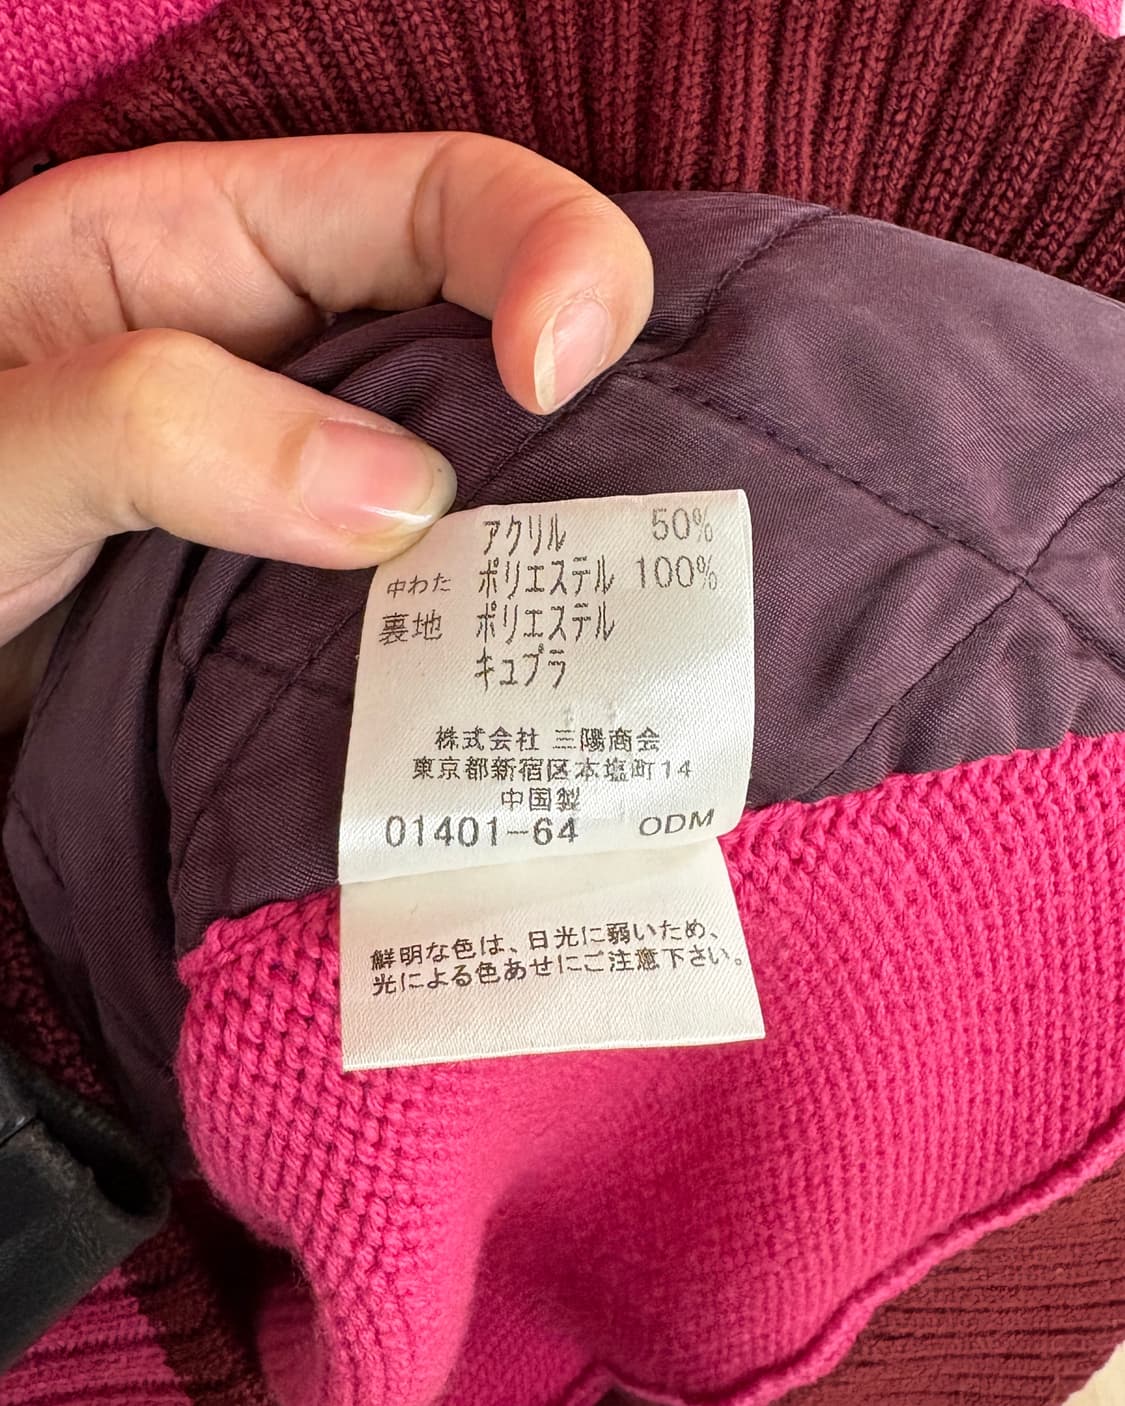 アクリル 50%
中わた ポリエステル 100%
裏地 ポリエステル
キュプラ
株式会社 三陽商会
東京都新宿区本塩町14
中国製
01401-64 ODM
鮮明な色は、日光に弱いため、
光による色あせにご注意下さい。